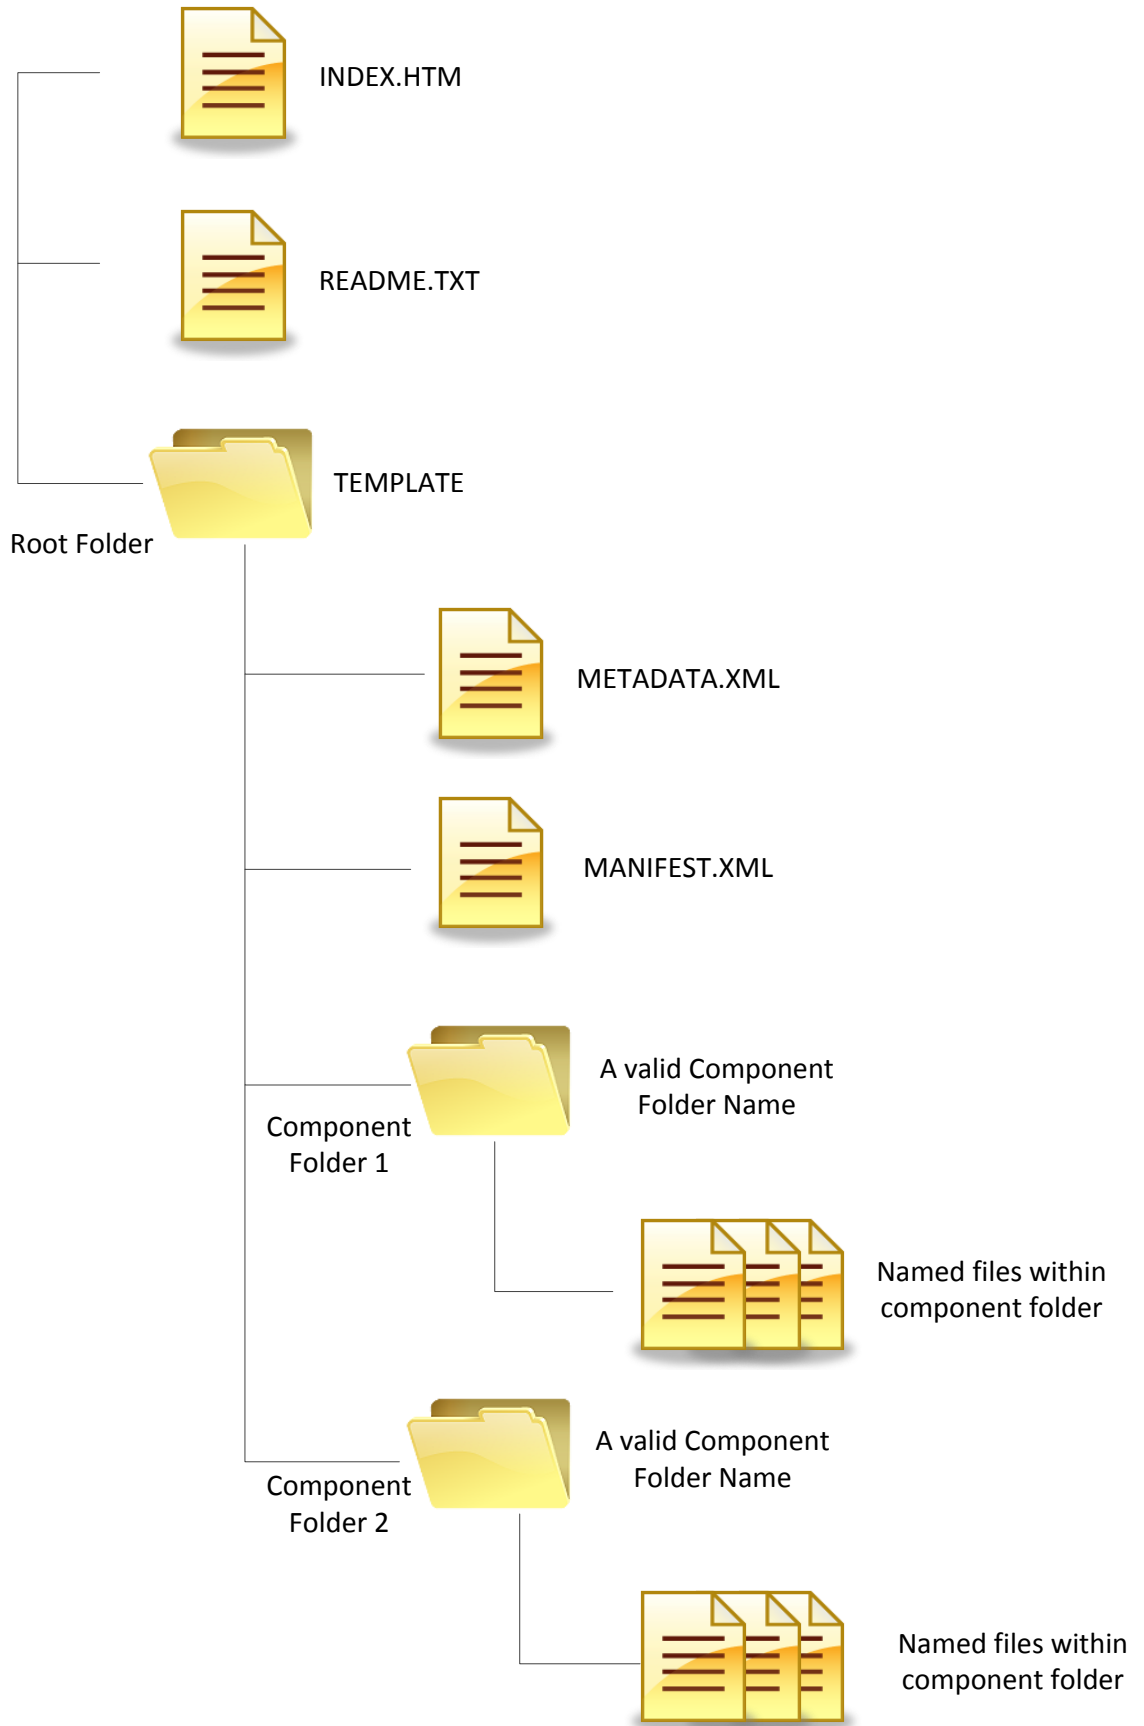 INDEX.HTM
README.TXT
TEMPLATE
Root Folder
METADATA.XML
MANIFEST.XML
A valid Component
Folder Name
Component
Folder 1
Named files within
component folder
A valid Component
Folder Name
Component
Folder 2
Named files within
component folder